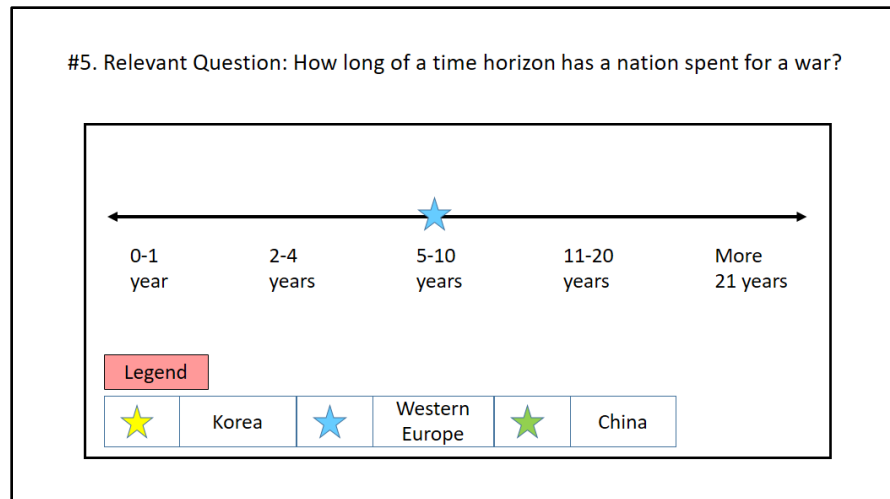 #5. Relevant Question: How long of a time horizon has a nation spent for a war?
0-1
year
2-4
years
5-10
years
11-20
years
More
21 years
Legend
Korea
Western
Europe
China